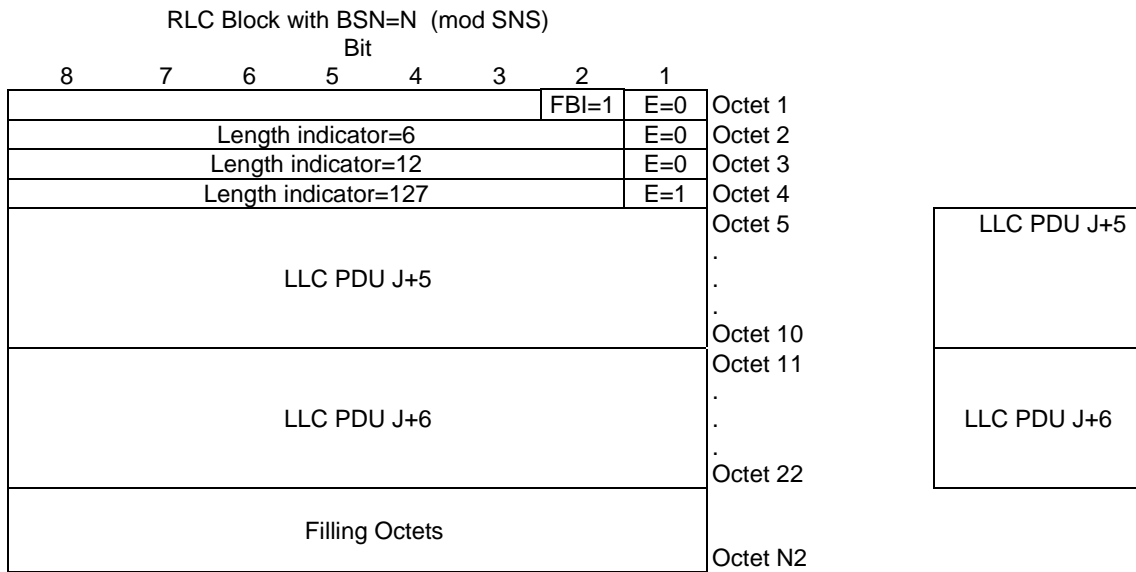 RLC Block with BSN=N (mod SNS)
Bit
8 7 6 5 4 3 2 1
FBI=1 E=0 Octet 1
Length indicator=6 E=0 Octet 2
Length indicator=12 E=0 Octet 3
Length indicator=127 E=1 Octet 4
Octet 5 LLC PDU J+5
.
LLC PDU J+5 .
.
Octet 10
Octet 11
.
LLC PDU J+6 . LLC PDU J+6
.
Octet 22
Filling Octets
Octet N2